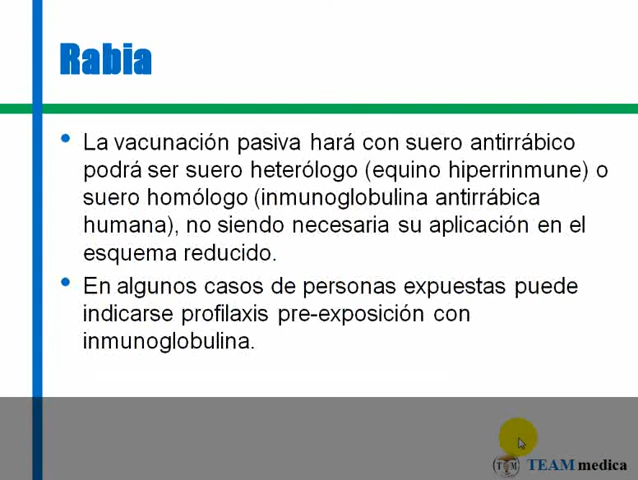 Rabia
• La vacunación pasiva hará con suero antirrábico
podrá ser suero heterólogo (equino hiperrinmune) o
suero homólogo (inmunoglobulina antirrábica
humana), no siendo necesaria su aplicación en el
esquema reducido.
• En algunos casos de personas expuestas puede
indicarse profilaxis pre-exposición con
inmunoglobulina.
TEAM medica